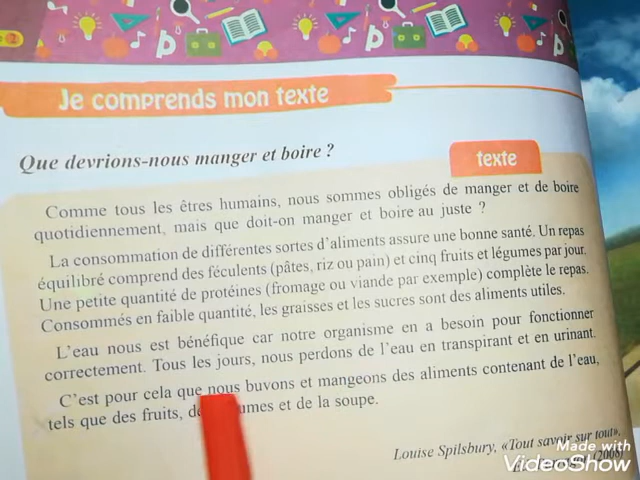 Je comprends mon texte
Que devrions-nous manger et boire ?
texte
Comme tous les êtres humains, nous sommes obligés de manger et de boire
quotidiennement, mais que doit-on manger et boire au juste ?
La consommation de différentes sortes d'aliments assure une bonne santé. Un repas
équilibré comprend des féculents (pâtes, riz ou pain) et cinq fruits et légumes par jour.
Une petite quantité de protéines (fromage ou viande par exemple) complète le repas.
Consommés en faible quantité, les graisses et les sucres sont des aliments utiles.
L'eau nous est bénéfique car notre organisme en a besoin pour fonctionner
correctement. Tous les jours, nous perdons de l'eau en transpirant et en urinant.
C'est pour cela que nous buvons et mangeons des aliments contenant de l'eau,
tels que des fruits, et de la soupe.
Louise Spilsbury, «Tout savoir sur tout»,
(2006)
Made with
VideoShow